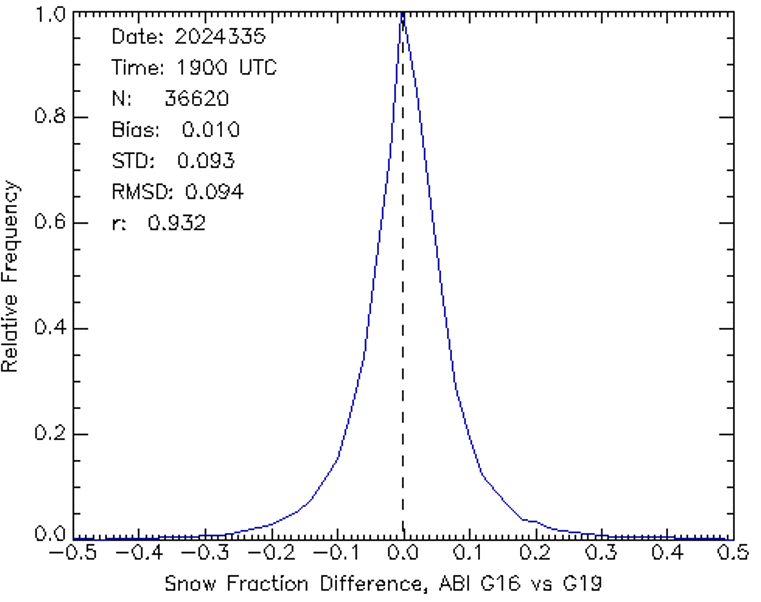 1.0
Date: 2024335
Time: 1900 UTC
N: 36620
Bias: 0.010
STD: 0.093
RMSD: 0.094
r: 0.932
0.8
0.6
0.4
0.2
0.0
Relative Frequency
−0.5 −0.4 −0.3 −0.2 −0.1 0.0 0.1 0.2 0.3 0.4 0.5
Snow Fraction Difference, ABI G16 vs G19